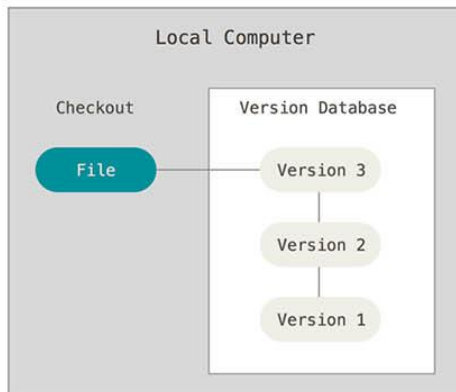 Local Computer
Checkout
Version Database
File
Version 3
Version 2
Version 1